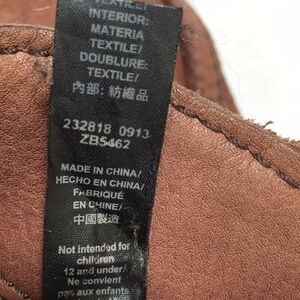 TEXTILE/
INTERIOR:
MATERIA
TEXTILE/
DOUBLURE:
TEXTILE/
內部: 紡織品
232818 0913
ZB5462
MADE IN CHINA/
HECHO EN CHINA/
FABRIQUÉ
EN CHINE/
中國製造
Not intended for
children
12 and under/
Ne convient
pas aux enfants